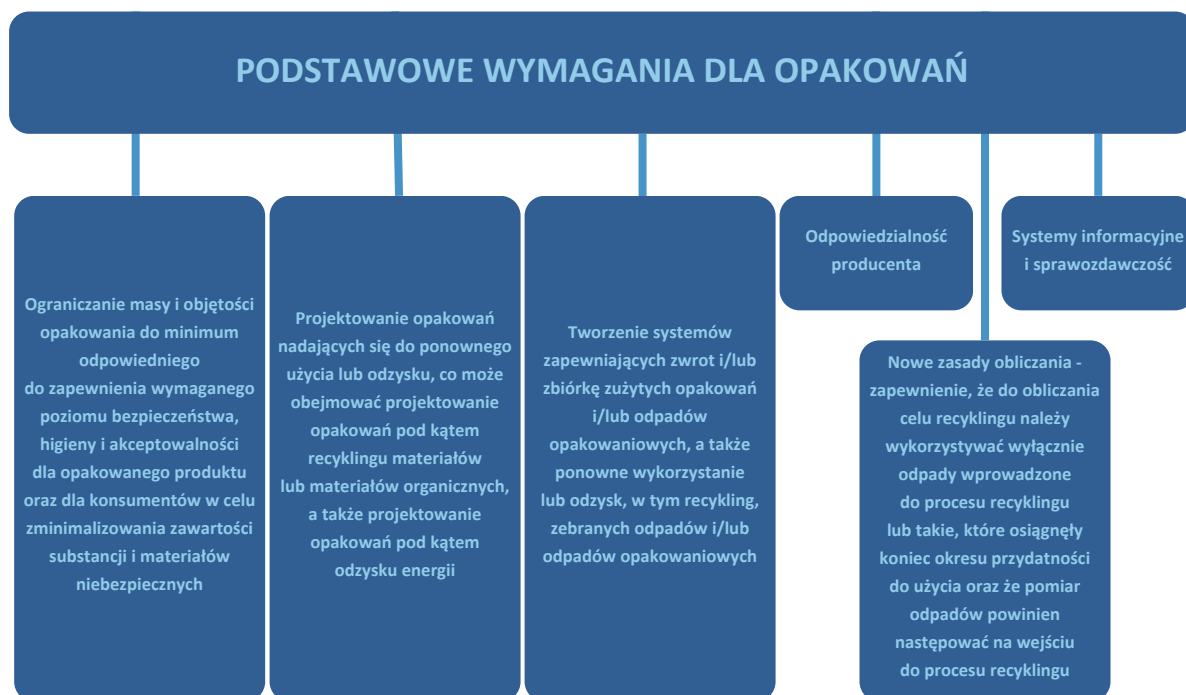 PODSTAWOWE WYMAGANIA DLA OPAKOWAŃ
Ograniczanie masy i objętości
opakowania do minimum
odpowiedniego
do zapewnienia wymaganego
poziomu bezpieczeństwa,
higieny i akceptowalności
dla opakowanego produktu
oraz dla konsumentów w celu
zminimalizowania zawartości
substancji i materiałów
niebezpiecznych
Projektowanie opakowań
nadających się do ponownego
użycia lub odzysku, co może
obejmować projektowanie
opakowań pod kątem
recyklingu materiałów
lub materiałów organicznych,
a także projektowanie
opakowań pod kątem
odzysku energii
Tworzenie systemów
zapewniających zwrot i/lub
zbiórkę zużytych opakowań
i/lub odpadów
opakowaniowych, a także
ponowne wykorzystanie
lub odzysk, w tym recykling,
zebranych odpadów i/lub
odpadów opakowaniowych
Odpowiedzialność
producenta
Nowe zasady obliczania -
zapewnienie, że do obliczania
celu recyklingu należy
wykorzystywać wyłącznie
odpady wprowadzone
do procesu recyklingu
lub takie, które osiągnęły
koniec okresu przydatności
do użycia oraz że pomiar
odpadów powinien
następować na wejściu
do procesu recyklingu
Systemy informacyjne
i sprawozdawczość